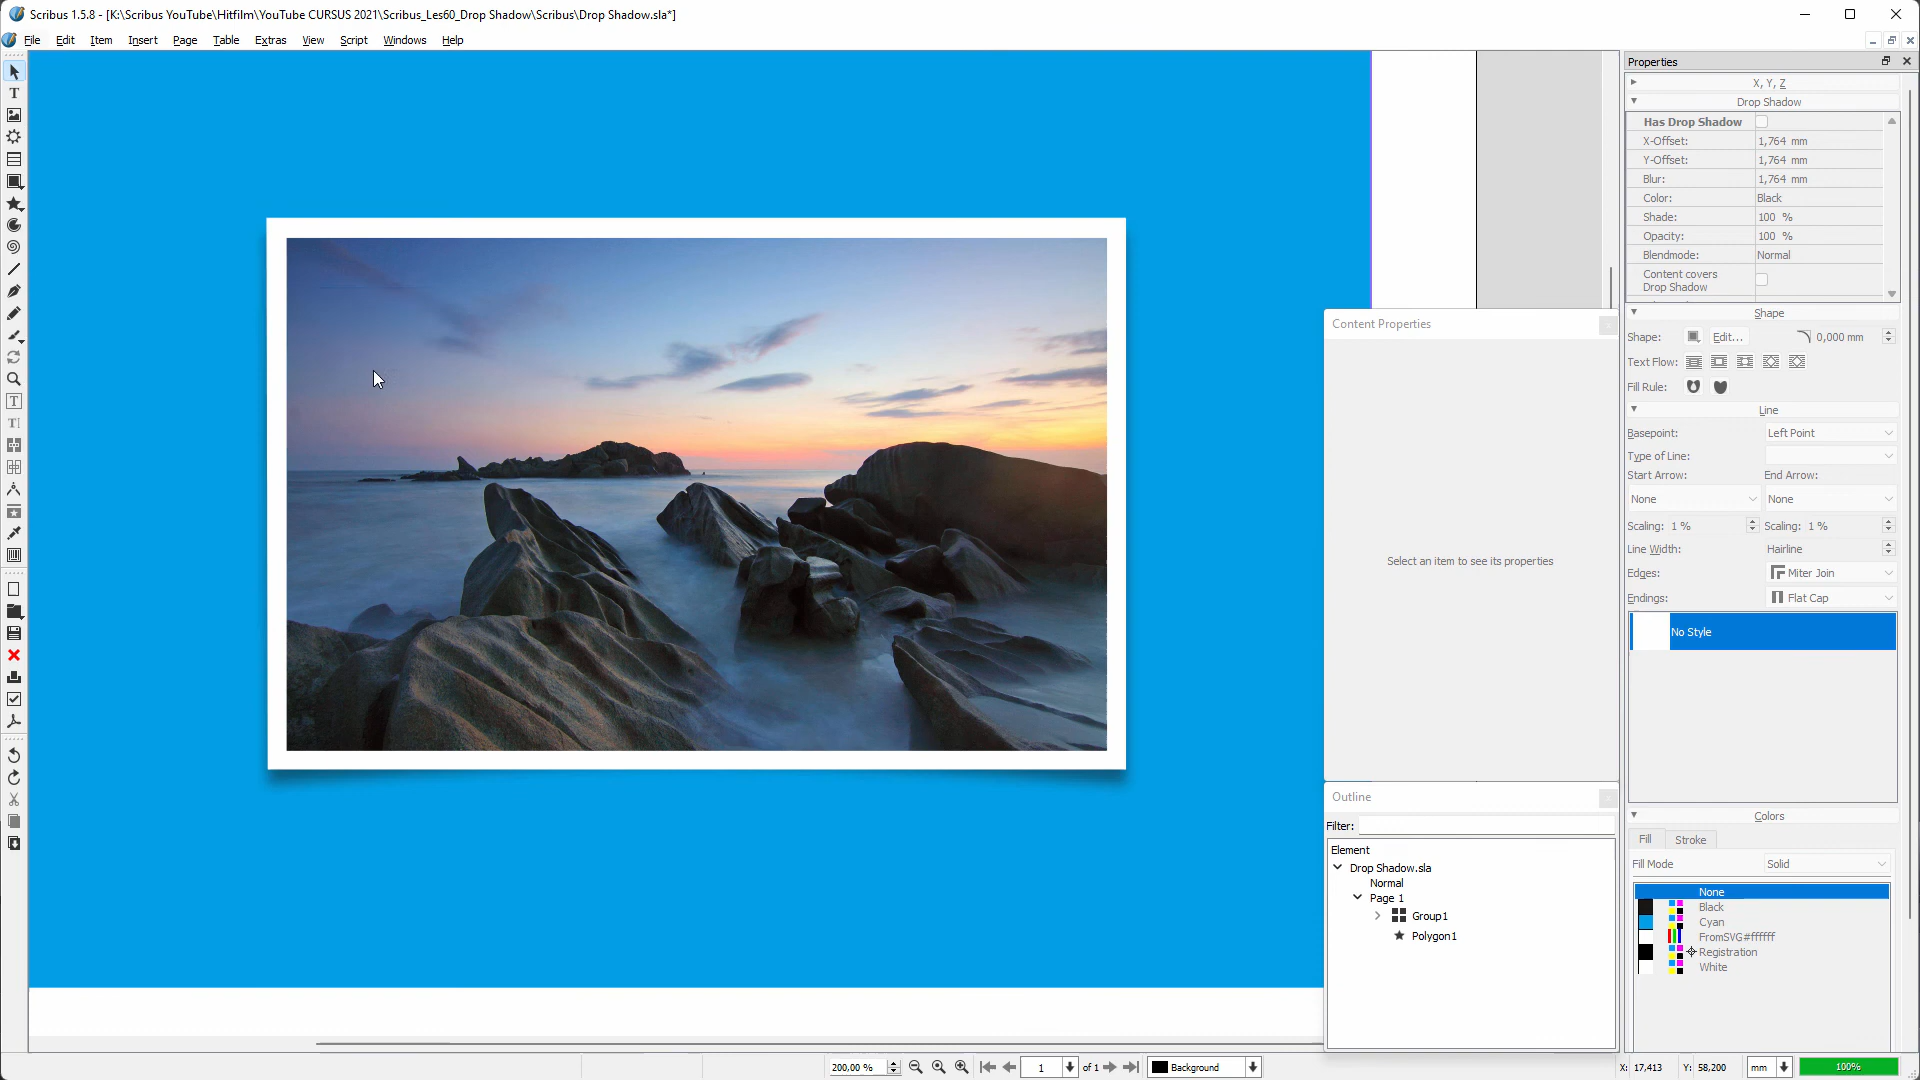 Scribus 1.5.8 - [K:\Scribus YouTube\Hitfilm\YouTube CURSUS 2021\Scribus_Les60_Drop Shadow\Scribus\Drop Shadow.sla*]
File Edit Item Insert Page Table Extras View Script Windows Help
Properties
X, Y, Z
Drop Shadow
Has Drop Shadow
X-Offset: 1,764 mm
Y-Offset: 1,764 mm
Blur: 1,764 mm
Color: Black
Shade: 100 %
Opacity: 100 %
Blendmode: Normal
Content covers
Drop Shadow
Shape
Shape: Edit... 0,000 mm
Text Flow:
Fill Rule:
Line
Basepoint: Left Point
Type of Line:
Start Arrow: End Arrow:
None None
Scaling: 1 % Scaling: 1 %
Line Width: Hairline
Edges: Miter Join
Endings: Flat Cap
No Style
Colors
Fill Stroke
Fill Mode Solid
None
Black
Cyan
FromSVG#ffffff
Registration
White
Content Properties
Select an item to see its properties
Outline
Filter:
Element
Drop Shadow.sla
Normal
Page 1
Group1
Polygon1
200,00 % 1 of 1 Background X: 17,413 Y: 58,200 mm 100%